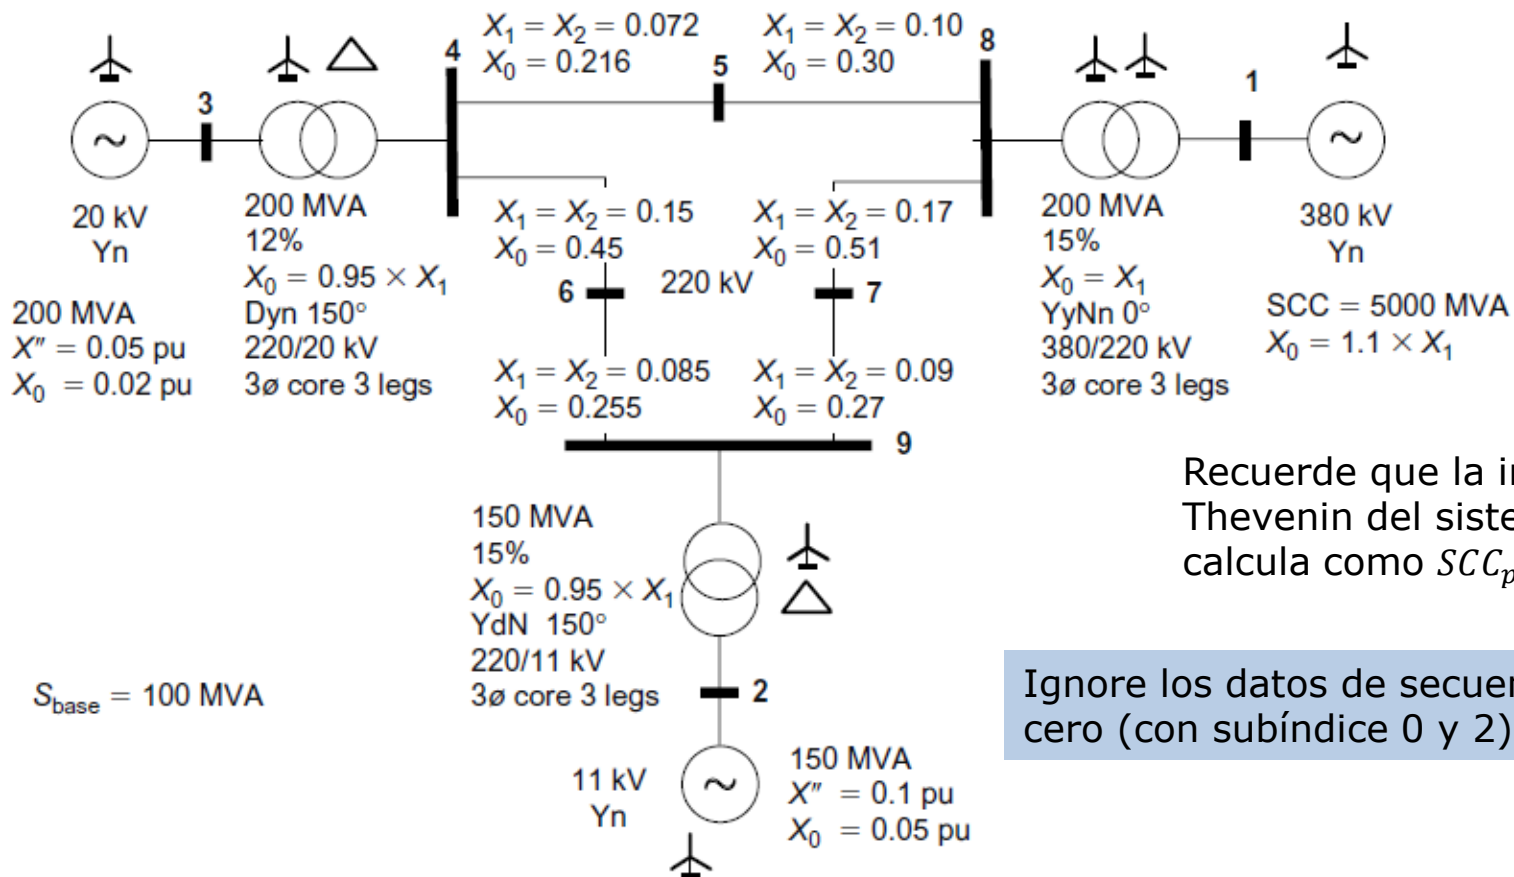 X₁ = X₂ = 0.072
X₀ = 0.216
X₁ = X₂ = 0.10
X₀ = 0.30
4
5
8
3
1
~
~
20 kV
Yn
200 MVA
X″ = 0.05 pu
X₀ = 0.02 pu
200 MVA
12%
X₀ = 0.95 × X₁
Dyn 150°
220/20 kV
3ø core 3 legs
X₁ = X₂ = 0.15
X₀ = 0.45
X₁ = X₂ = 0.17
X₀ = 0.51
6
220 kV
7
X₁ = X₂ = 0.085
X₀ = 0.255
X₁ = X₂ = 0.09
X₀ = 0.27
9
200 MVA
15%
X₀ = X₁
YyNn 0°
380/220 kV
3ø core 3 legs
380 kV
Yn
SCC = 5000 MVA
X₀ = 1.1 × X₁
Recuerde que la
Thevenin del
calcula como
150 MVA
15%
X₀ = 0.95 × X₁
YdN 150°
220/11 kV
3ø core 3 legs
2
S_base = 100 MVA
Ignore los datos de
cero (con subíndice 0 y 2)
11 kV
Yn
~
150 MVA
X″ = 0.1 pu
X₀ = 0.05 pu